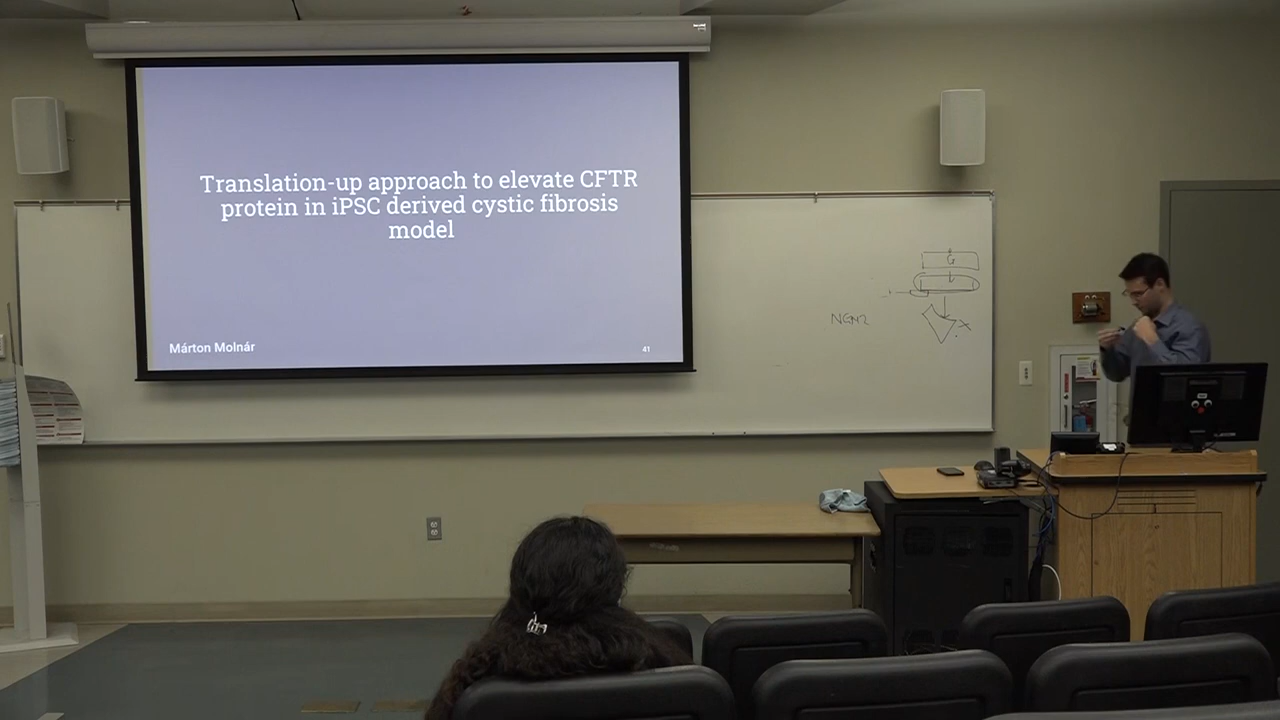 Translation-up approach to elevate CFTR
protein in iPSC derived cystic fibrosis
model
Márton Molnár
41
G
NGN2